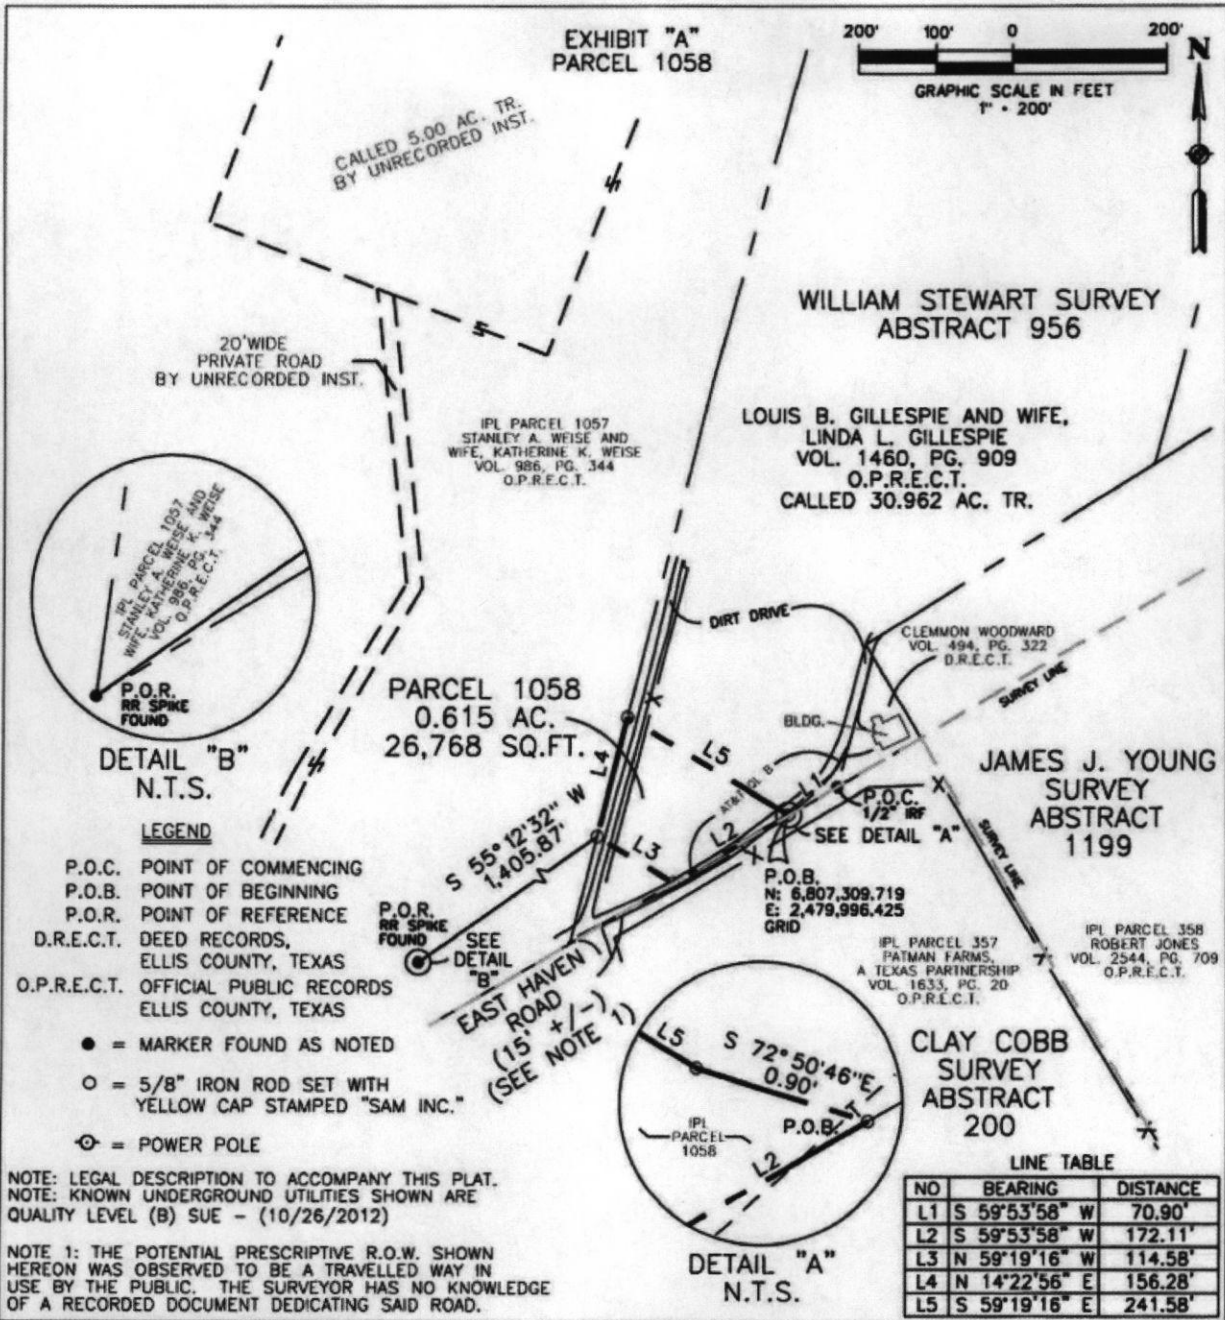 EXHIBIT "A"
PARCEL 1058
200' 100' 0 200'
GRAPHIC SCALE IN FEET
1" = 200'
N
CALLED 5.00 AC. TR.
BY UNRECORDED INST.
20' WIDE
PRIVATE ROAD
BY UNRECORDED INST.
IPL PARCEL 1057
STANLEY A. WEISE AND
WIFE, KATHERINE K. WEISE
VOL. 986, PG. 344
O.P.R.E.C.T.
WILLIAM STEWART SURVEY
ABSTRACT 956
LOUIS B. GILLESPIE AND WIFE,
LINDA L. GILLESPIE
VOL. 1460, PG. 909
O.P.R.E.C.T.
CALLED 30.962 AC. TR.
IPL PARCEL 1057
STANLEY A. WEISE AND
WIFE, KATHERINE K. WEISE
VOL. 986, PG. 344
O.P.R.E.C.T.
P.O.R.
RR SPIKE
FOUND
DETAIL "B"
N.T.S.
DIRT DRIVE
CLEMMON WOODWARD
VOL. 494, PG. 322
D.R.E.C.T.
SURVEY LINE
BLDG.
PARCEL 1058
0.615 AC.
26,768 SQ.FT.
L4
L5
AT&T QL B
L1
L2
L3
P.O.C.
1/2" IRF
SEE DETAIL "A"
JAMES J. YOUNG
SURVEY
ABSTRACT
1199
SURVEY LINE
S 55°12'32" W
1,405.87'
P.O.B.
N: 6,807,309.719
E: 2,479,996.425
GRID
P.O.R.
RR SPIKE
FOUND
SEE
DETAIL
"B"
EAST HAVEN
ROAD
(15' +/-)
(SEE NOTE 1)
IPL PARCEL 357
PATMAN FARMS,
A TEXAS PARTNERSHIP
VOL. 1633, PG. 20
O.P.R.E.C.T.
IPL PARCEL 358
ROBERT JONES
VOL. 2544, PG. 709
O.P.R.E.C.T.
CLAY COBB
SURVEY
ABSTRACT
200
LEGEND
P.O.C. POINT OF COMMENCING
P.O.B. POINT OF BEGINNING
P.O.R. POINT OF REFERENCE
D.R.E.C.T. DEED RECORDS,
ELLIS COUNTY, TEXAS
O.P.R.E.C.T. OFFICIAL PUBLIC RECORDS
ELLIS COUNTY, TEXAS
= MARKER FOUND AS NOTED
= 5/8" IRON ROD SET WITH
YELLOW CAP STAMPED "SAM INC."
= POWER POLE
L5
S 72°50'46"E
0.90'
P.O.B.
IPL
PARCEL
1058
L2
DETAIL "A"
N.T.S.
NOTE: LEGAL DESCRIPTION TO ACCOMPANY THIS PLAT.
NOTE: KNOWN UNDERGROUND UTILITIES SHOWN ARE
QUALITY LEVEL (B) SUE - (10/26/2012)
NOTE 1: THE POTENTIAL PRESCRIPTIVE R.O.W. SHOWN
HEREON WAS OBSERVED TO BE A TRAVELLED WAY IN
USE BY THE PUBLIC. THE SURVEYOR HAS NO KNOWLEDGE
OF A RECORDED DOCUMENT DEDICATING SAID ROAD.
LINE TABLE
NO BEARING DISTANCE
L1 S 59°53'58" W 70.90'
L2 S 59°53'58" W 172.11'
L3 N 59°19'16" W 114.58'
L4 N 14°22'56" E 156.28'
L5 S 59°19'16" E 241.58'